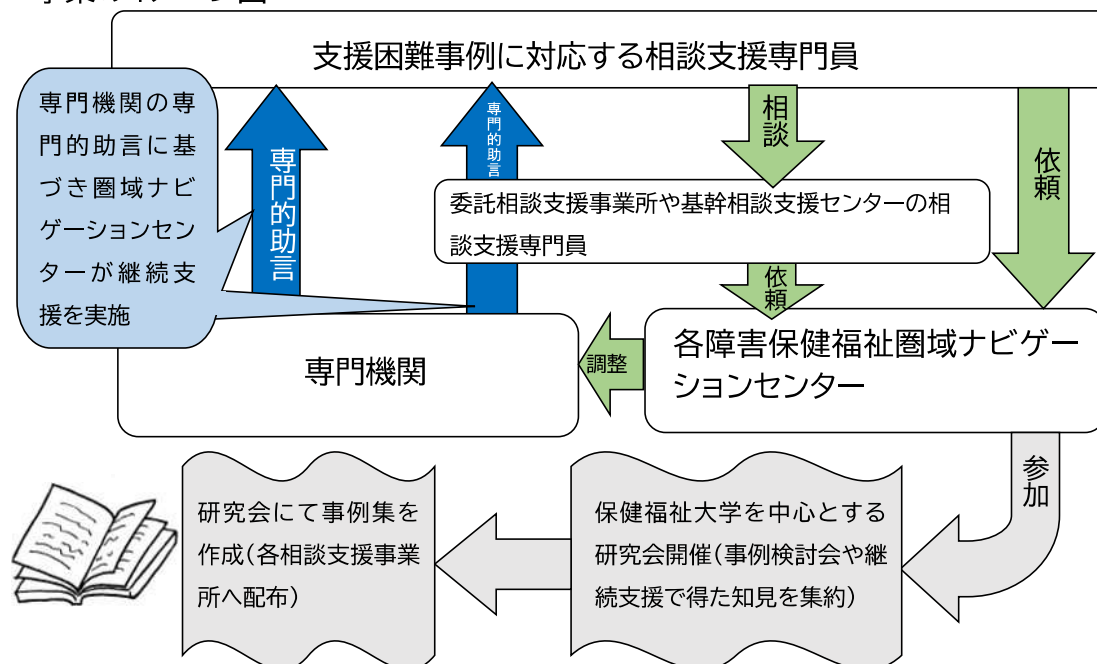 支援困難事例に対応する相談支援専門員
専門機関の専
門的助言に基
づき圏域ナビ
ゲーションセン
ターが継続支
援を実施
専門的助言
専門的助言
相談
依頼
委託相談支援事業所や基幹相談支援センターの相
談支援専門員
依頼
専門機関
調整
各障害保健福祉圏域ナビゲー
ションセンター
参加
研究会にて事例集を
作成(各相談支援事業
所へ配布)
保健福祉大学を中心とする
研究会開催(事例検討会や継
続支援で得た知見を集約)